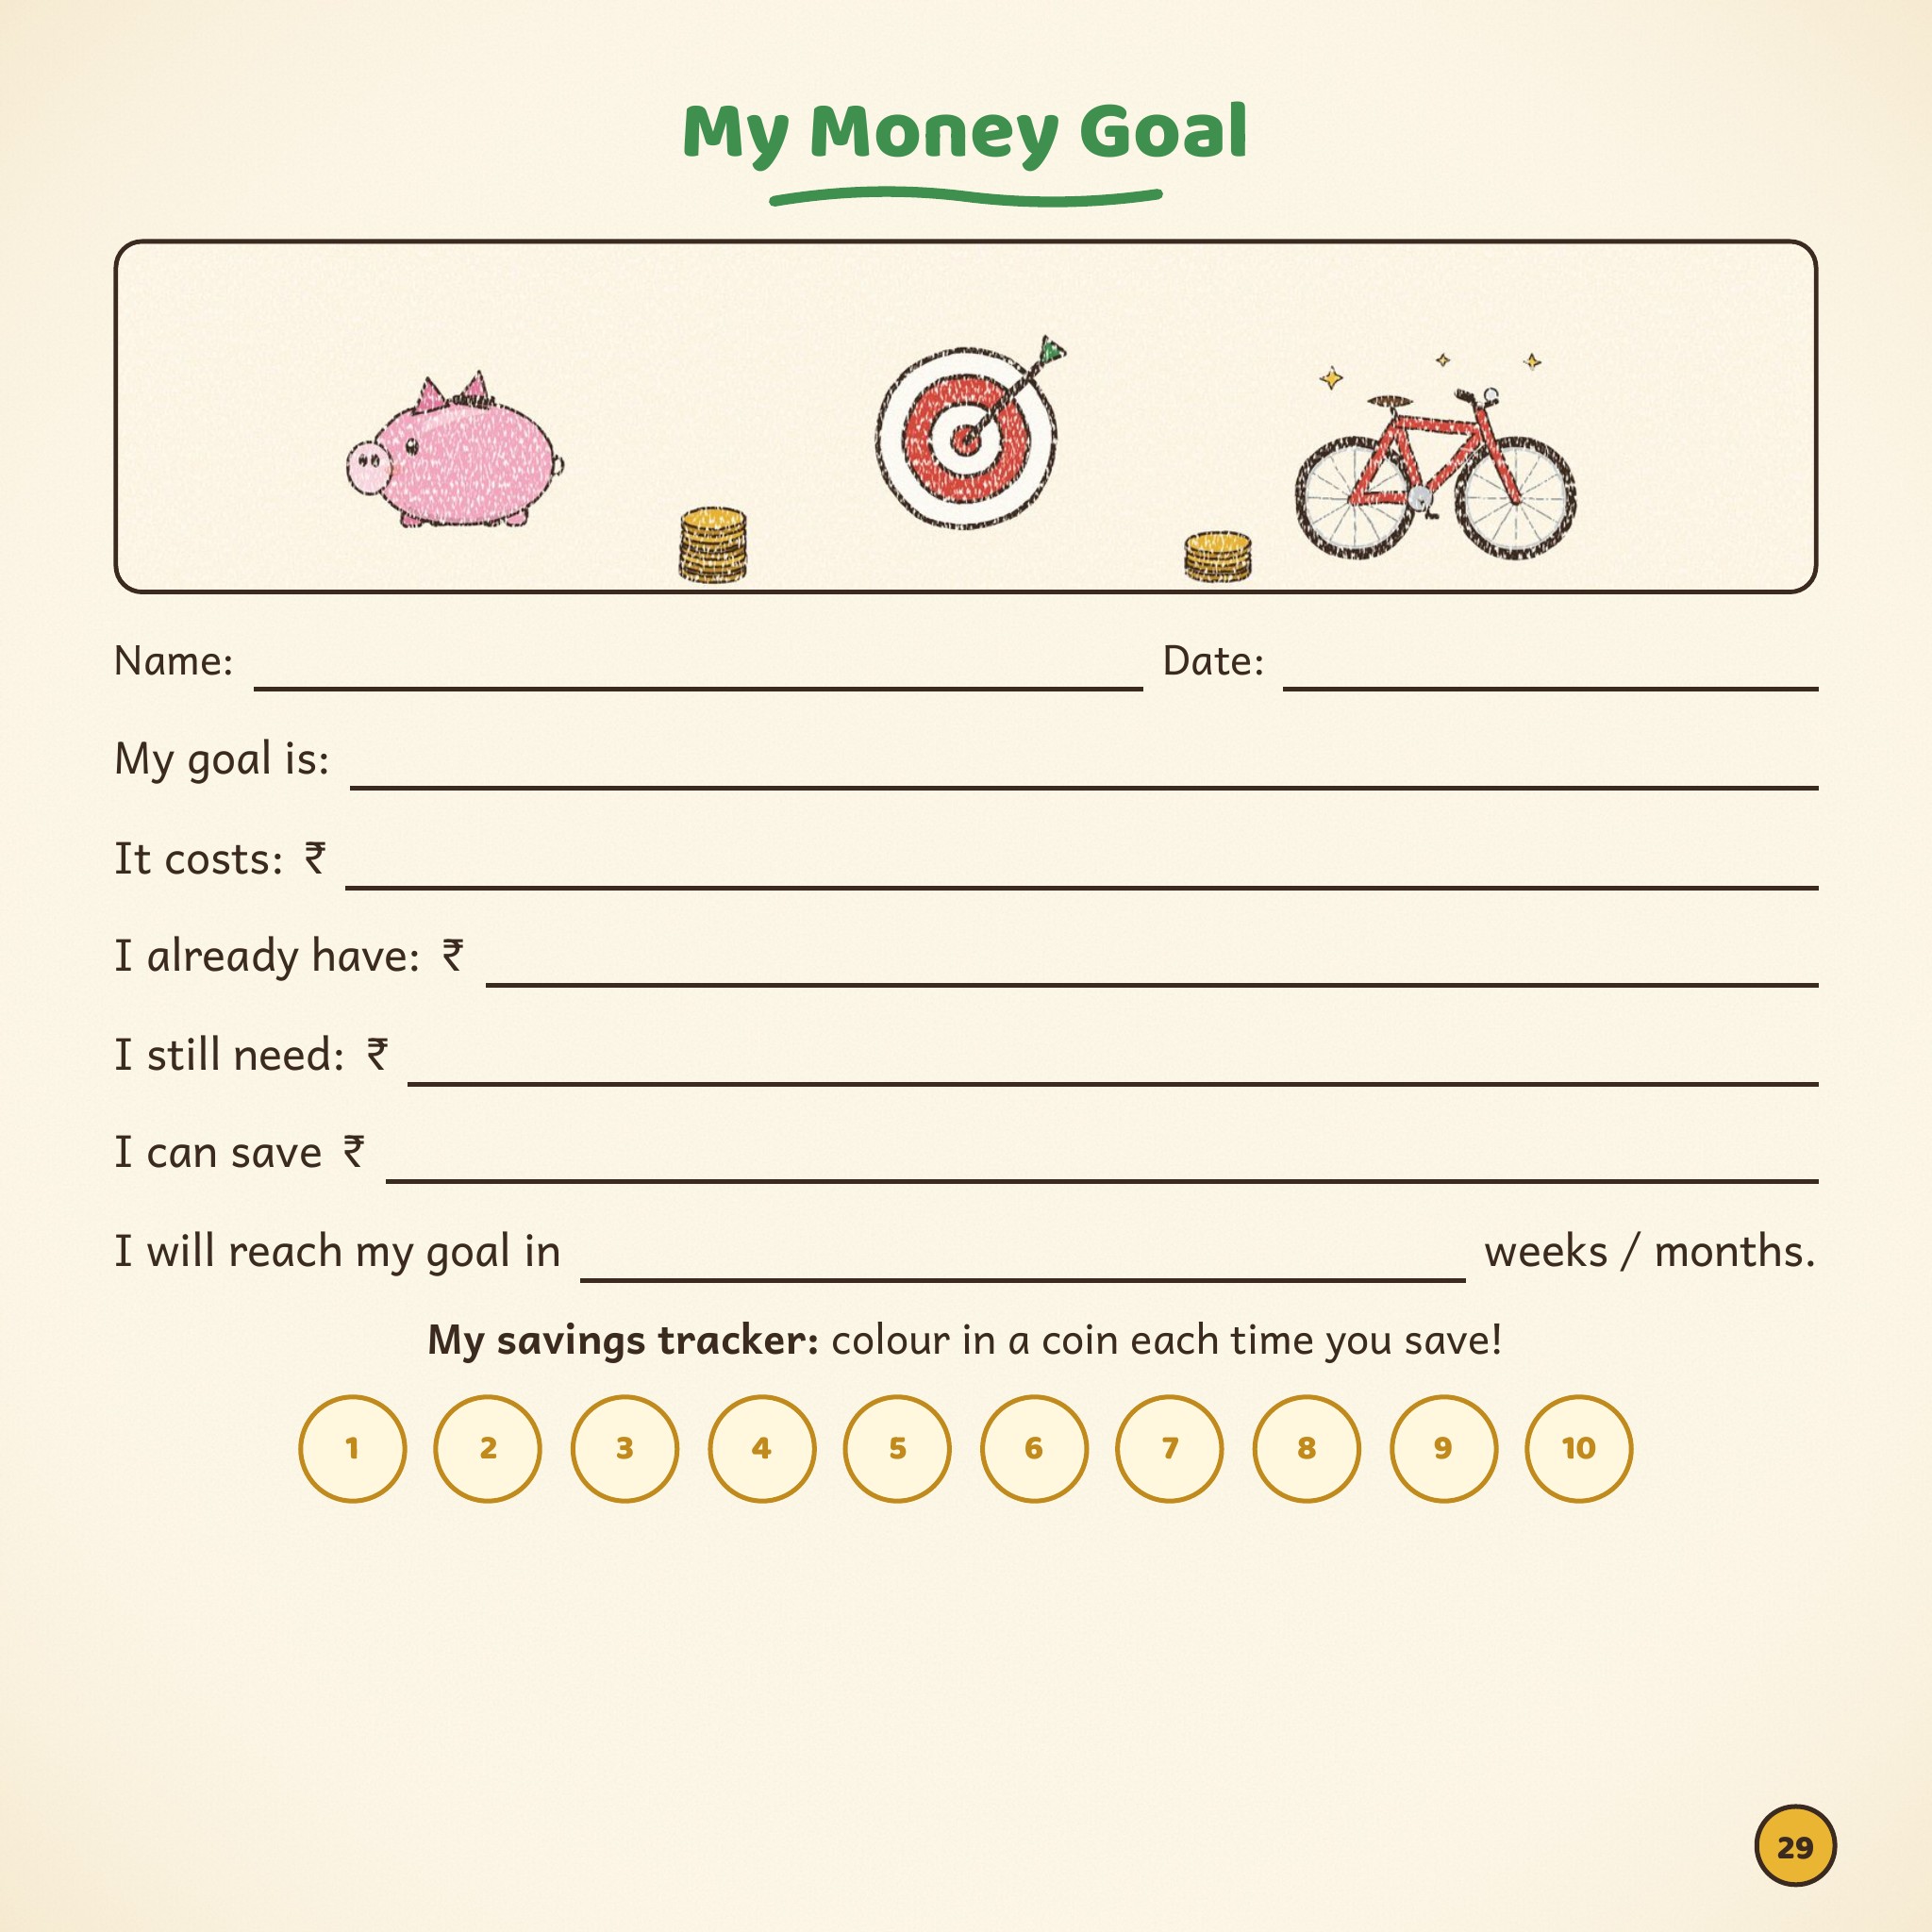 My Money Goal
Name: Date:
My goal is:
It costs: ₹
I already have: ₹
I still need: ₹
I can save ₹
I will reach my goal in weeks / months.
My savings tracker: colour in a coin each time you save!
1 2 3 4 5 6 7 8 9 10
29